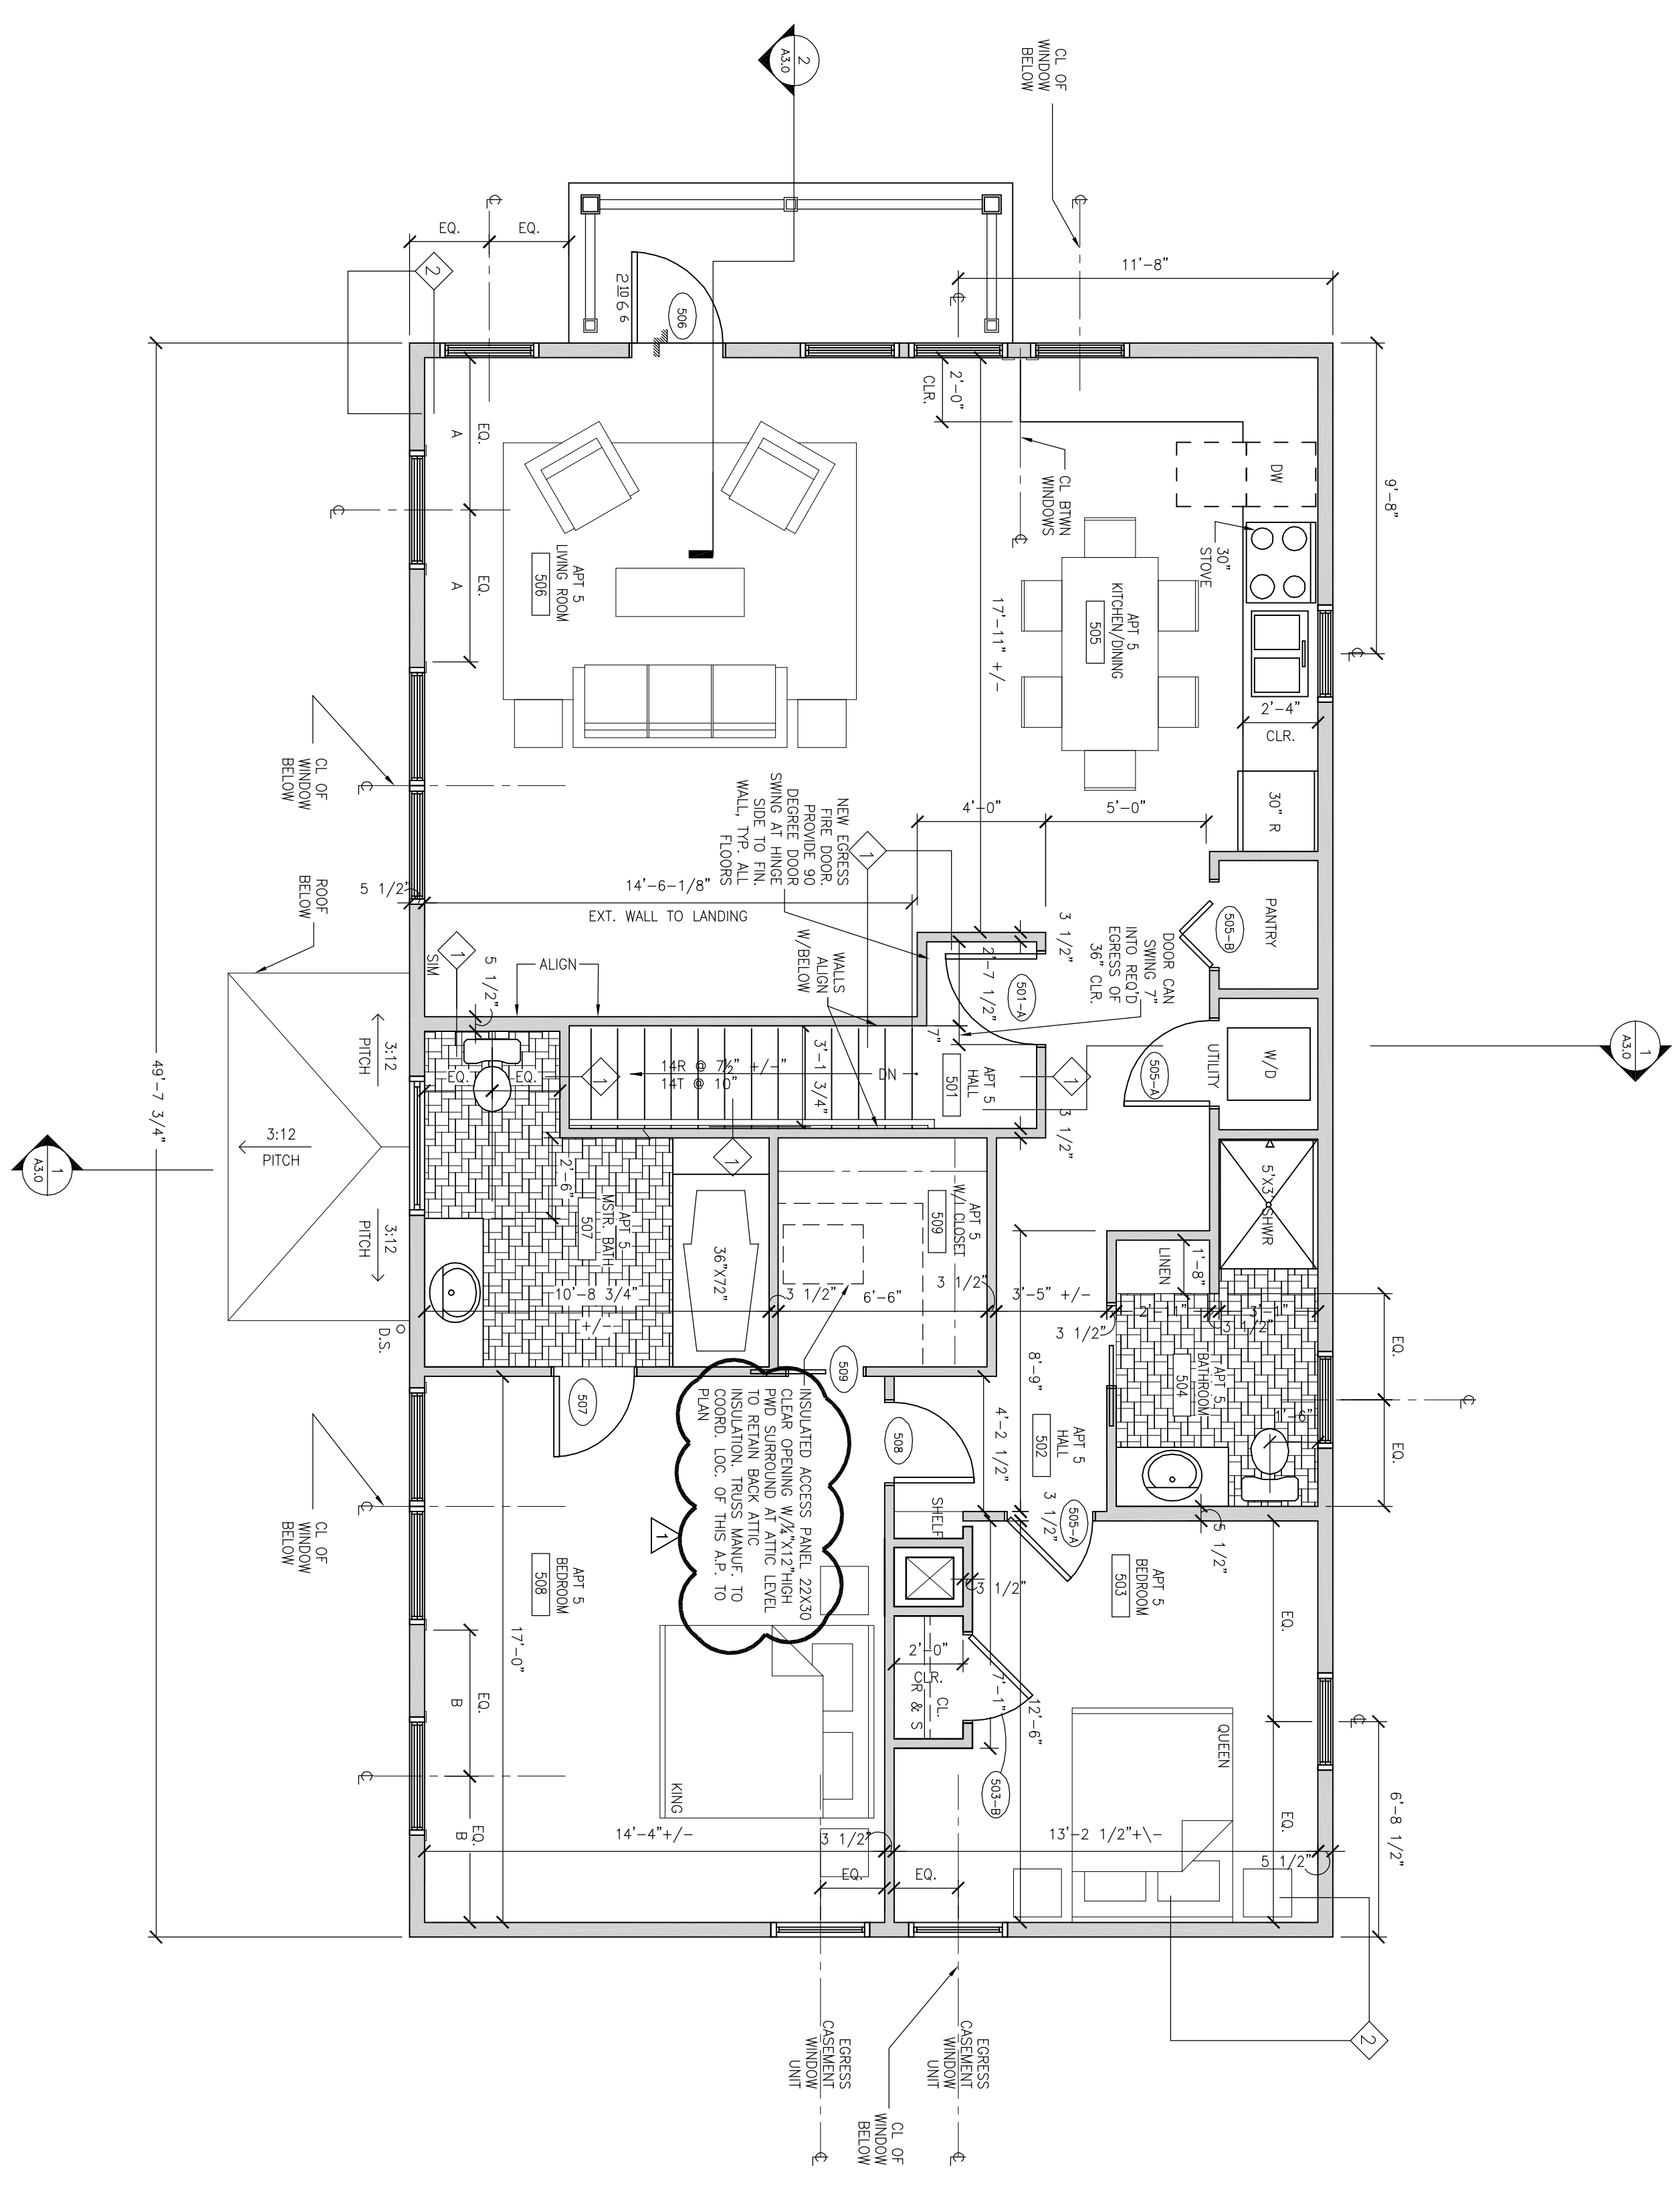 2
A3.0
CL OF
WINDOW
BELOW
EQ.
EQ.
11'-8"
2
2106 6
506
9'-8"
2'-0"
CLR.
EQ.
A
EQ.
A
CL BTWN
WINDOWS
DW
30"
STOVE
APT 5
LIVING ROOM
506
APT 5
KITCHEN/DINING
505
17'-11" +/-
2'-4"
CLR.
30" R
CL OF
WINDOW
BELOW
NEW EGRESS
FIRE DOOR.
PROVIDE 90
DEGREE DOOR
SWING AT HINGE
SIDE TO FIN.
WALL, TYP. ALL
FLOORS
1
4'-0"
5'-0"
14'-6-1/8"
EXT. WALL TO LANDING
5 1/2"
ROOF
BELOW
PANTRY
505-B
3 1/2"
DOOR CAN
SWING 7"
INTO REQ'D
EGRESS OF
36" CLR.
2'-7 1/2"
501-A
7"
WALLS
ALIGN
W/BELOW
ALIGN
1
SIM
5 1/2"
3:12
PITCH
3:12
PITCH
3:12
PITCH
EQ.
EQ.
1
14R @ 7½" +/-
14T @ 10"
3'-1 3/4"
DN
APT 5
HALL
501
1
3 1/2"
UTILITY
W/D
505-A
1
A3.0
1
A3.0
49'-7 3/4"
1
2'-6"
APT 5
MSTR. BATH
507
36"X72"
10'-8 3/4"
+/-
3 1/2"
6'-6"
3 1/2"
APT 5
W/I CLOSET
509
3'-5" +/-
3 1/2"
2'-11"
3 1/2"
3'-1"
LINEN
1'-8"
5'X3' SHWR
D.S.
EQ.
EQ.
APT 5
BATHROOM
504
1'-6"
8'-9"
4'-2 1/2"
APT 5
HALL
502
507
509
508
INSULATED ACCESS PANEL 22X30
CLEAR OPENING W/¼"X12"HIGH
PWD SURROUND AT ATTIC LEVEL
TO RETAIN BACK ATTIC
INSULATION. TRUSS MANUF. TO
COORD. LOC. OF THIS A.P. TO
PLAN
1
CL OF
WINDOW
BELOW
SHELF
3 1/2"
505-A
5 1/2"
3 1/2"
APT 5
BEDROOM
508
APT 5
BEDROOM
503
EQ.
17'-0"
2'-0"
CLR.
CL.
R & S
7'-1"
12'-6"
503-B
QUEEN
KING
EQ.
B
EQ.
B
EQ.
6'-8 1/2"
14'-4"+/-
3 1/2"
13'-2 1/2"+\-
5 1/2"
EQ.
EQ.
2
EGRESS
CASEMENT
WINDOW
UNIT
EGRESS
CASEMENT
WINDOW
UNIT
CL OF
WINDOW
BELOW